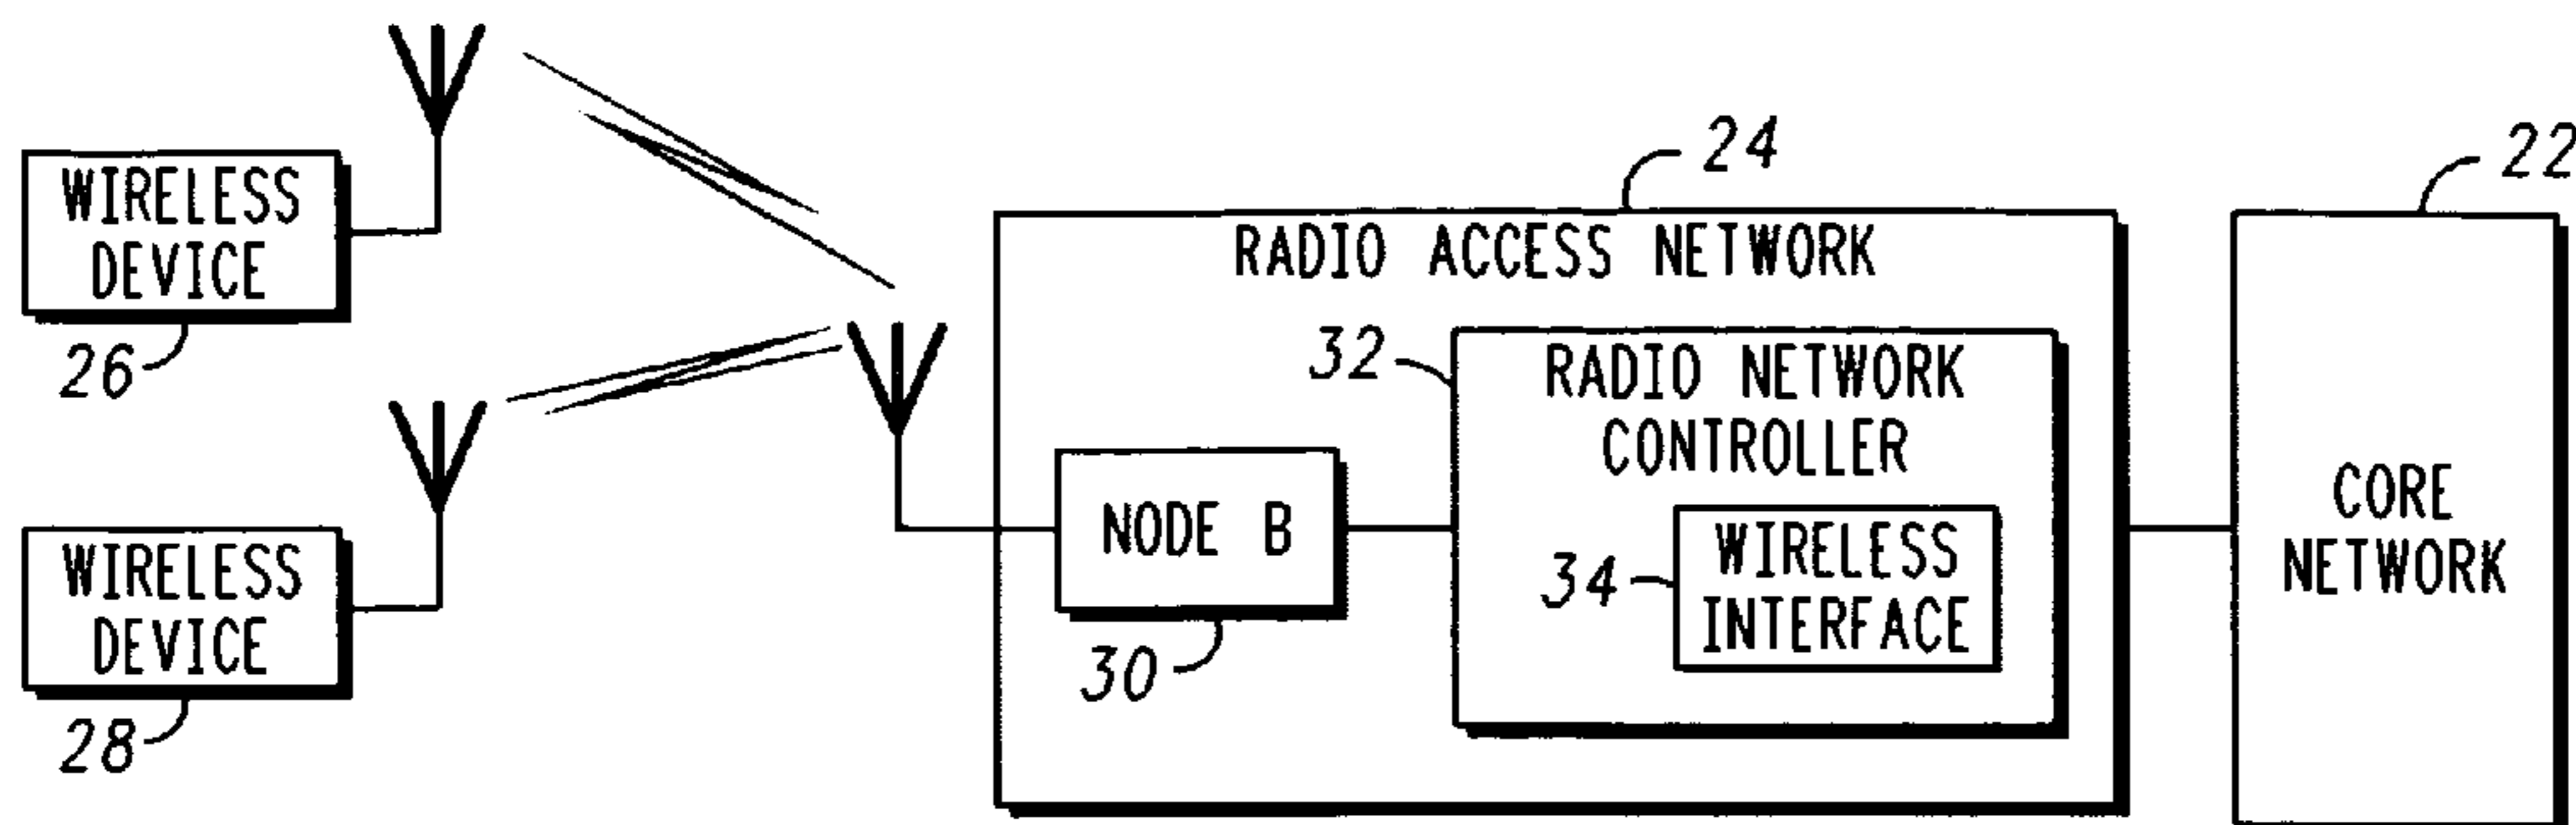 24
22
WIRELESS
DEVICE
RADIO ACCESS NETWORK
26
32
RADIO NETWORK
CONTROLLER
NODE B
34
WIRELESS
INTERFACE
CORE
NETWORK
WIRELESS
DEVICE
30
28